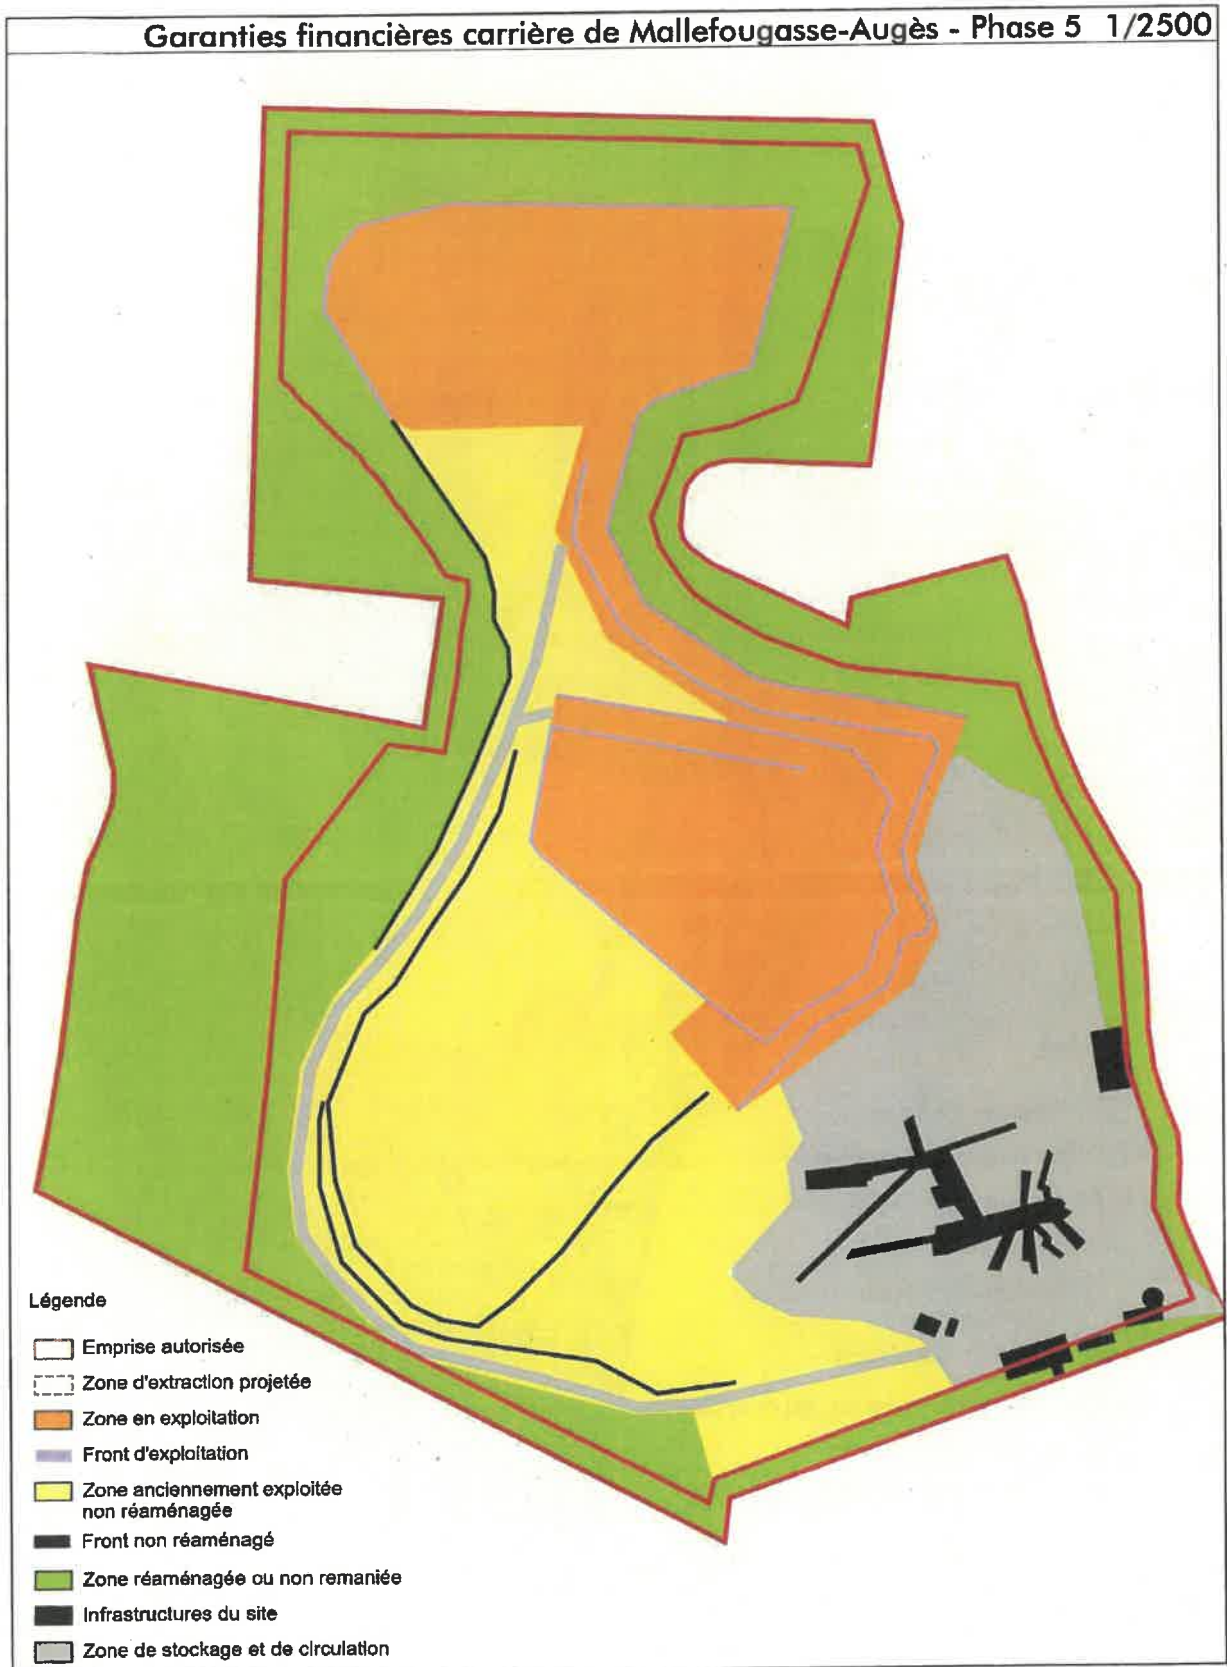 Garanties financières carrière de Mallefougasse-Augès - Phase 5 1/2500
Légende
Emprise autorisée
Zone d'extraction projetée
Zone en exploitation
Front d'exploitation
Zone anciennement exploitée
non réaménagée
Front non réaménagé
Zone réaménagée ou non remaniée
Infrastructures du site
Zone de stockage et de circulation